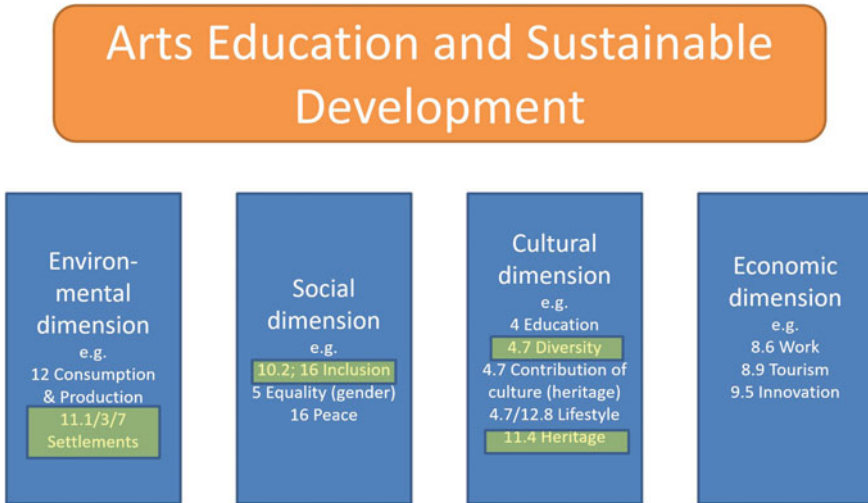 Arts Education and Sustainable
Development
Environ-
mental
dimension
e.g.
12 Consumption
& Production
11.1/3/7
Settlements
Social
dimension
e.g.
10.2; 16 Inclusion
5 Equality (gender)
16 Peace
Cultural
dimension
e.g.
4 Education
4.7 Diversity
4.7 Contribution of
culture (heritage)
4.7/12.8 Lifestyle
11.4 Heritage
Economic
dimension
e.g.
8.6 Work
8.9 Tourism
9.5 Innovation